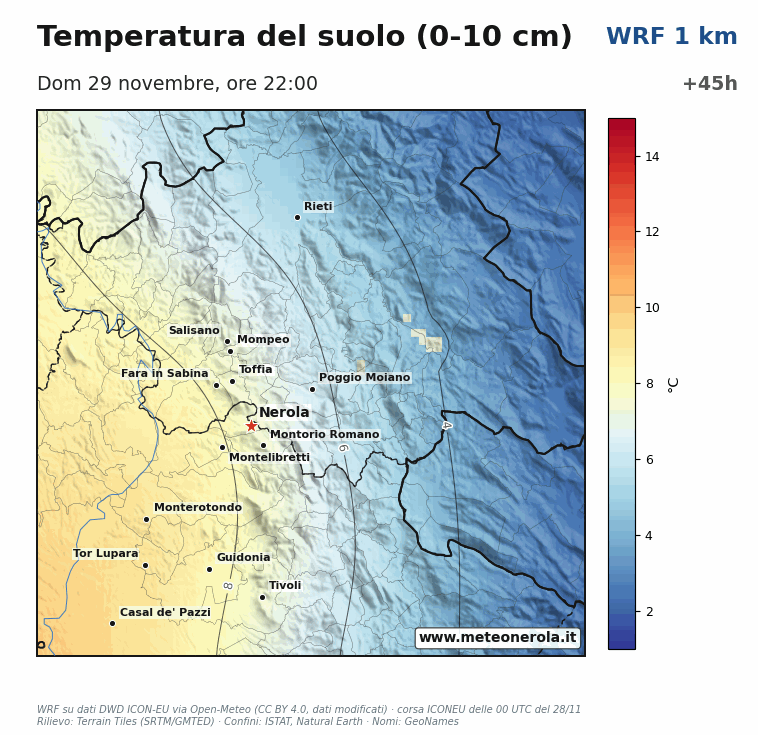 Temperatura del suolo (0-10 cm)
WRF 1 km
Dom 29 novembre, ore 22:00
+45h
Rieti
Salisano
Mompeo
Fara in Sabina
Toffia
Poggio Moiano
Nerola
Montorio Romano
Montelibretti
Monterotondo
Tor Lupara
Guidonia
Tivoli
Casal de' Pazzi
4
6
8
www.meteonerola.it
14
12
10
8
6
4
2
°C
WRF su dati DWD ICON-EU via Open-Meteo (CC BY 4.0, dati modificati) · corsa ICONEU delle 00 UTC del 28/11
Rilievo: Terrain Tiles (SRTM/GMTED) · Confini: ISTAT, Natural Earth · Nomi: GeoNames